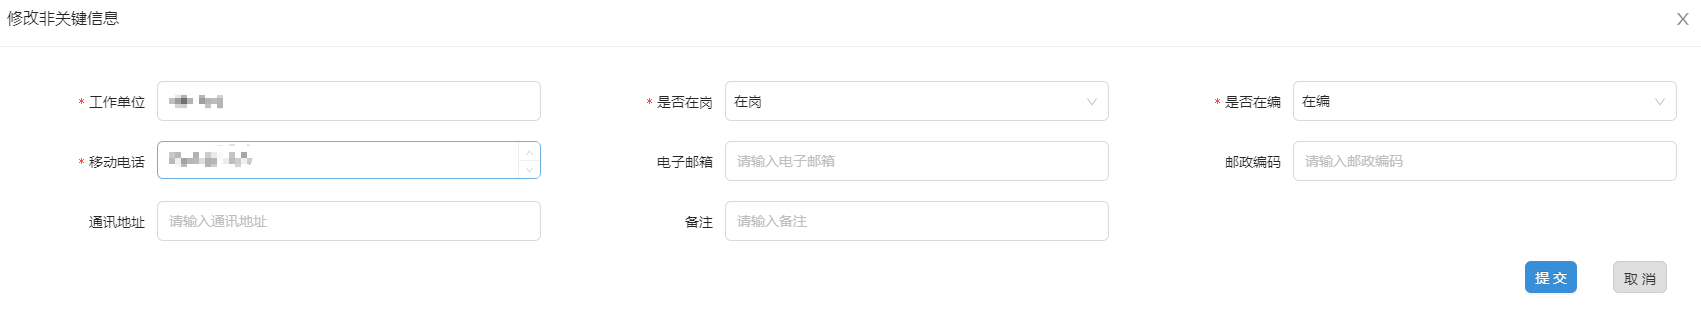 修改非关键信息 X
* 工作单位 * 是否在岗 在岗 * 是否在编 在编
* 移动电话 电子邮箱 请输入电子邮箱 邮政编码 请输入邮政编码
通讯地址 请输入通讯地址 备注 请输入备注
提交 取消